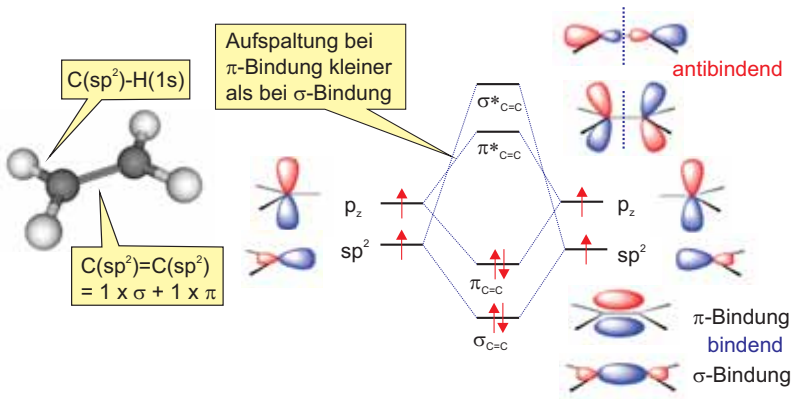 C(sp²)-H(1s)
Aufspaltung bei
π-Bindung kleiner
als bei σ-Bindung
C(sp²)=C(sp²)
= 1 x σ + 1 x π
σ*C=C
π*C=C
pz
sp²
πC=C
σC=C
pz
sp²
antibindend
π-Bindung
bindend
σ-Bindung